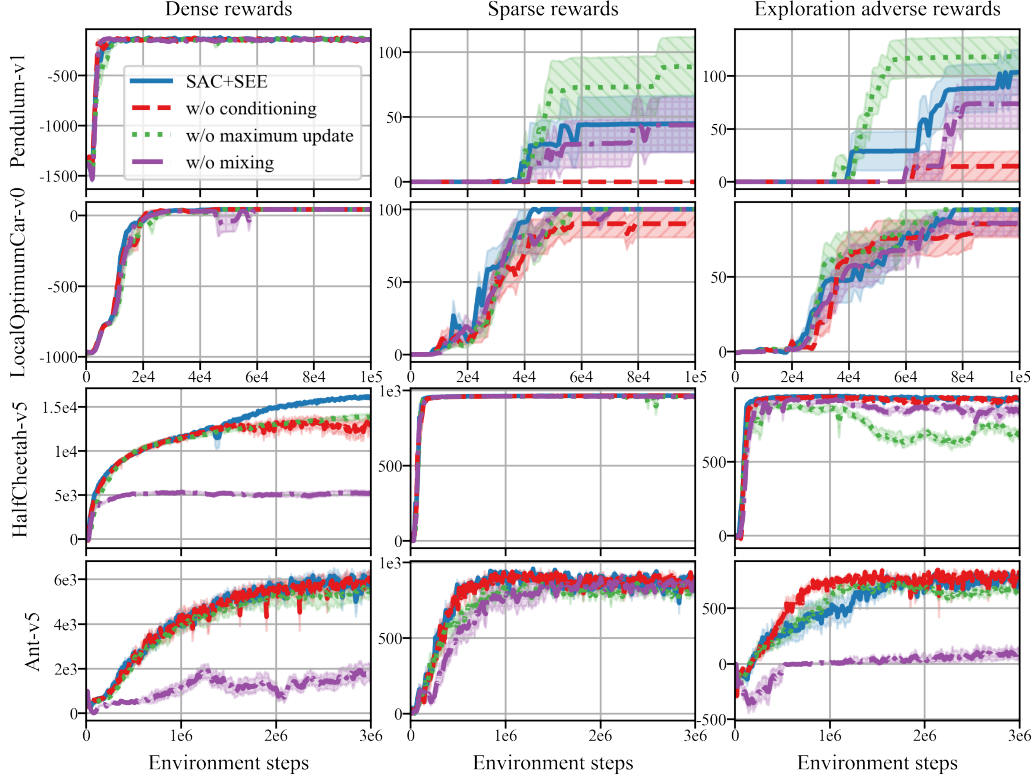 Dense rewards
Sparse rewards
Exploration adverse rewards
Pendulum-v1
-500
-1000
-1500
SAC+SEE
w/o conditioning
w/o maximum update
w/o mixing
100
50
0
100
50
0
LocalOptimumCar-v0
0
-500
-1000
0
2e4
4e4
6e4
8e4
1e5
100
50
0
0
2e4
4e4
6e4
8e4
1e5
50
0
0
2e4
4e4
6e4
8e4
1e5
HalfCheetah-v5
1.5e4
1e4
5e3
0
1e3
500
0
500
0
Ant-v5
6e3
4e3
2e3
0
0
1e6
2e6
3e6
1e3
500
0
0
1e6
2e6
3e6
500
0
-500
0
1e6
2e6
3e6
Environment steps
Environment steps
Environment steps